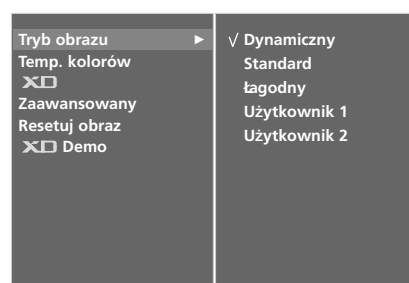 Tryb obrazu ►
Temp. kolorów
XD
Zaawansowany
Resetuj obraz
XD Demo
√ Dynamiczny
Standard
Łagodny
Użytkownik 1
Użytkownik 2